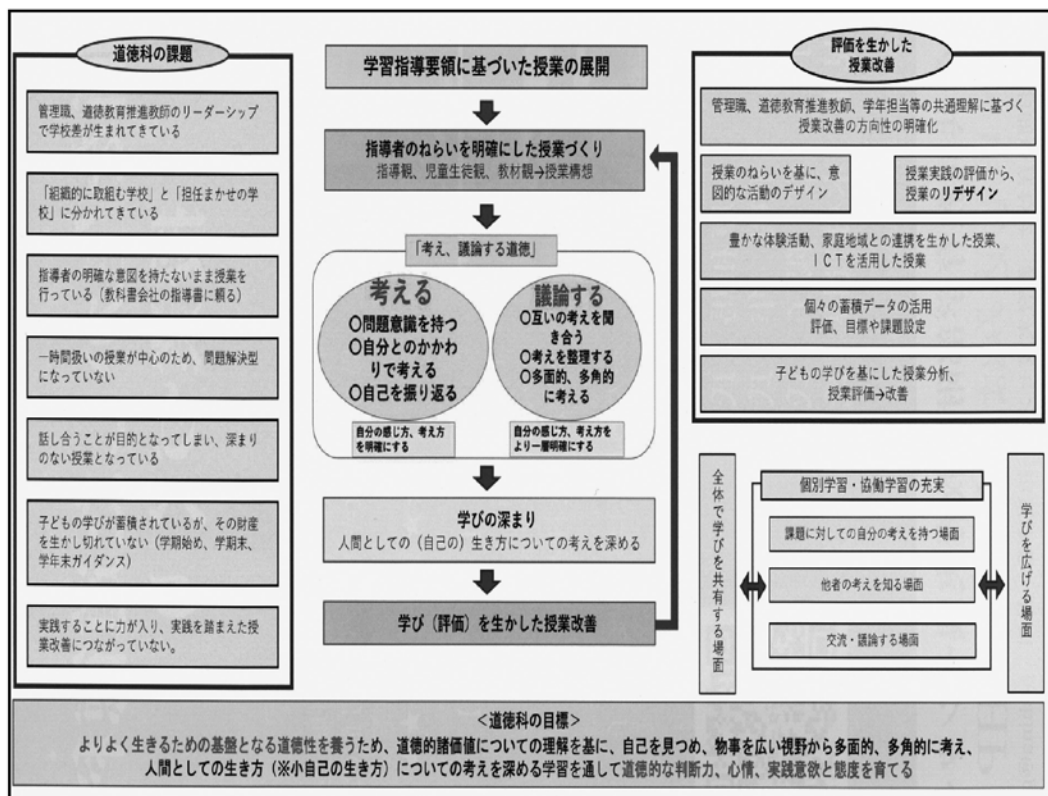 道徳科の課題
管理職、道徳教育推進教師のリーダーシップ
で学校差が生まれてきている
「組織的に取組む学校」と「担任まかせの学
校」に分かれてきている
指導者の明確な意図を持たないまま授業を
行っている（教科書会社の指導書に頼る）
一時間扱いの授業が中心のため、問題解決型
になっていない
話し合うことが目的となってしまい、深まり
のない授業となっている
子どもの学びが蓄積されているが、その財産
を生かし切れていない（学期始め、学期末、
学年末ガイダンス）
実践することに力が入り、実践を踏まえた授
業改善につながっていない。
学習指導要領に基づいた授業の展開
指導者のねらいを明確にした授業づくり
指導観、児童生徒観、教材観→授業構想
「考え、議論する道徳」
考える
〇問題意識を持つ
〇自分とのかかわ
りで考える
〇自己を振り返る
自分の感じ方、考え方
を明確にする
議論する
〇互いの考えを聞
き合う
〇考えを整理する
〇多面的、多角的
に考える
自分の感じ方、考え方を
より一層明確にする
学びの深まり
人間としての（自己の）生き方についての考えを深める
学び（評価）を生かした授業改善
評価を生かした
授業改善
管理職、道徳教育推進教師、学年担当等の共通理解に基づく
授業改善の方向性の明確化
授業のねらいを基に、意
図的な活動のデザイン
授業実践の評価から、
授業のリデザイン
豊かな体験活動、家庭地域との連携を生かした授業、
ＩＣＴを活用した授業
個々の蓄積データの活用
評価、目標や課題設定
子どもの学びを基にした授業分析、
授業評価→改善
全体で学びを共有する場面
個別学習・協働学習の充実
課題に対しての自分の考えを持つ場面
他者の考えを知る場面
交流・議論する場面
学びを広げる場面
＜道徳科の目標＞
よりよく生きるための基盤となる道徳性を養うため、道徳的諸価値についての理解を基に、自己を見つめ、物事を広い視野から多面的、多角的に考え、
人間としての生き方（※小自己の生き方）についての考えを深める学習を通して道徳的な判断力、心情、実践意欲と態度を育てる